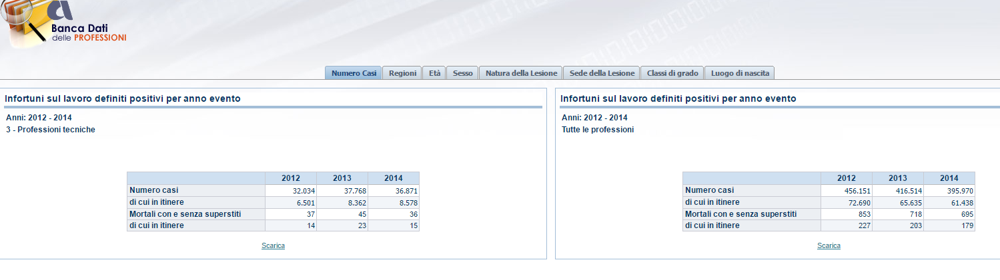 Banca Dati
delle PROFESSIONI
Numero Casi Regioni Età Sesso Natura della Lesione Sede della Lesione Classi di grado Luogo di nascita
Infortuni sul lavoro definiti positivi per anno evento
Anni: 2012 - 2014
3 - Professioni tecniche
2012 2013 2014
Numero casi 32.034 37.768 36.871
di cui in itinere 6.501 8.362 8.578
Mortali con e senza superstiti 37 45 36
di cui in itinere 14 23 15
Scarica
Infortuni sul lavoro definiti positivi per anno evento
Anni: 2012 - 2014
Tutte le professioni
2012 2013 2014
Numero casi 456.151 416.514 395.970
di cui in itinere 72.690 65.635 61.438
Mortali con e senza superstiti 853 718 695
di cui in itinere 227 203 179
Scarica